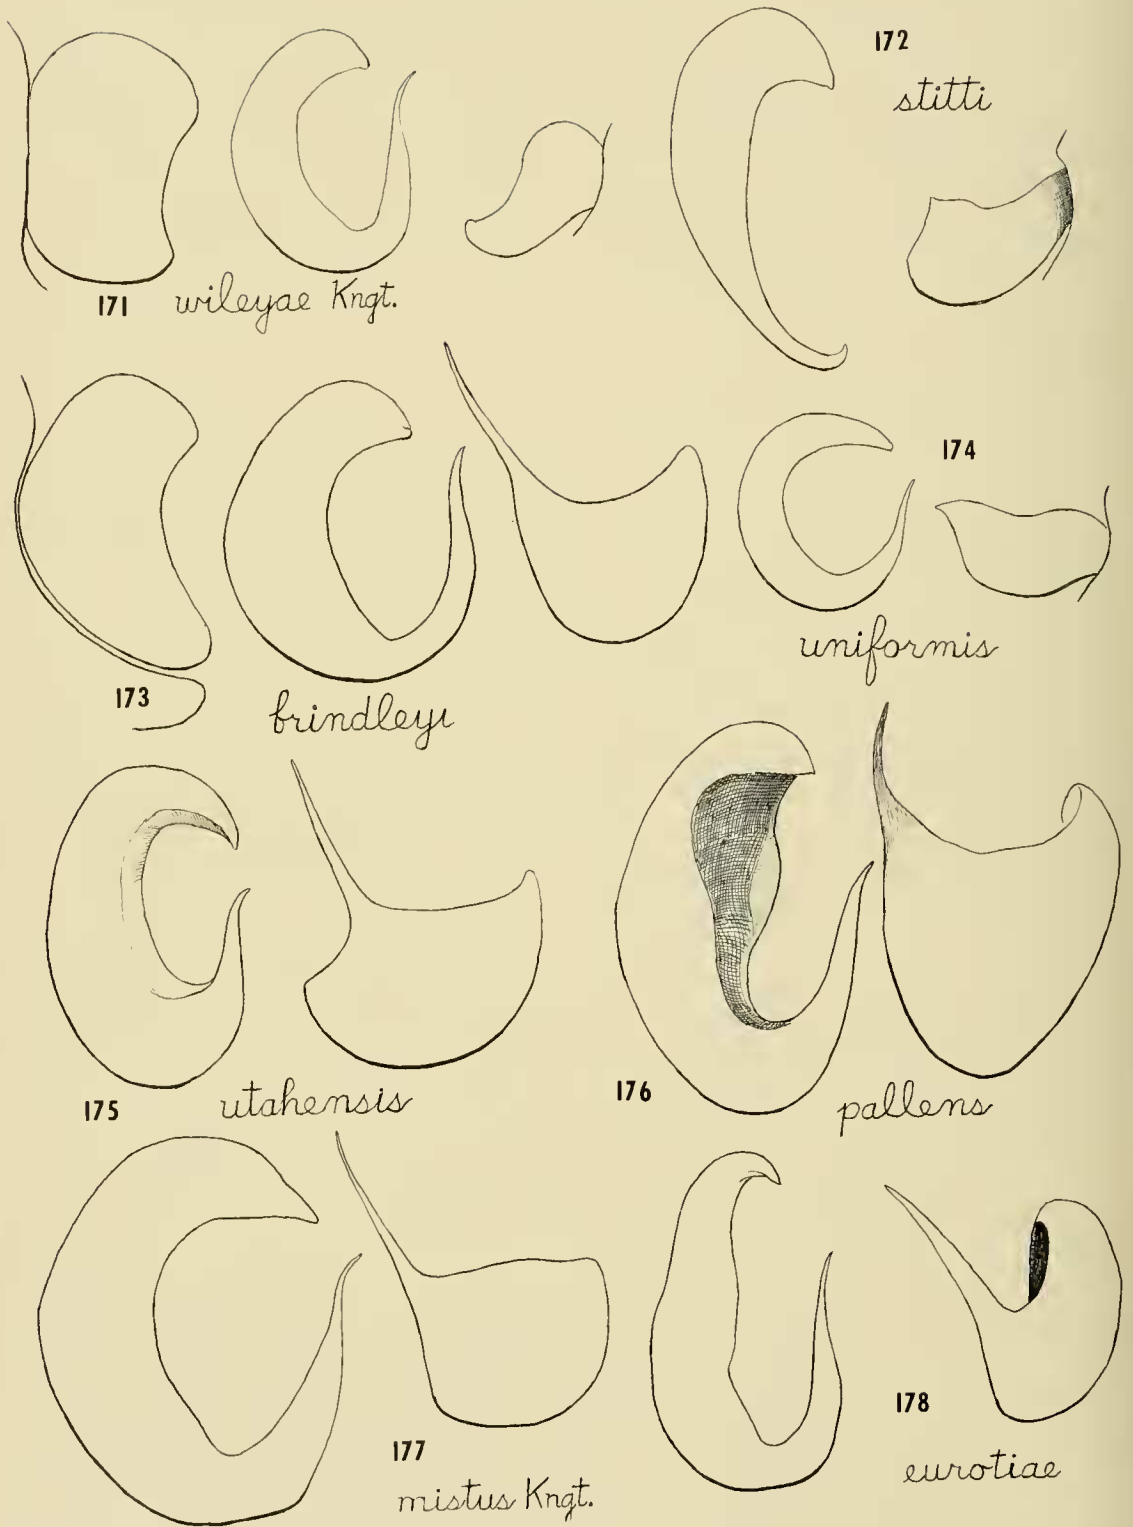 172
stitti
171 wileyae Kngt.
174
uniformis
173
brindleyi
175 utahensis
176
pallens
177
mistus Kngt.
178
eurotiae